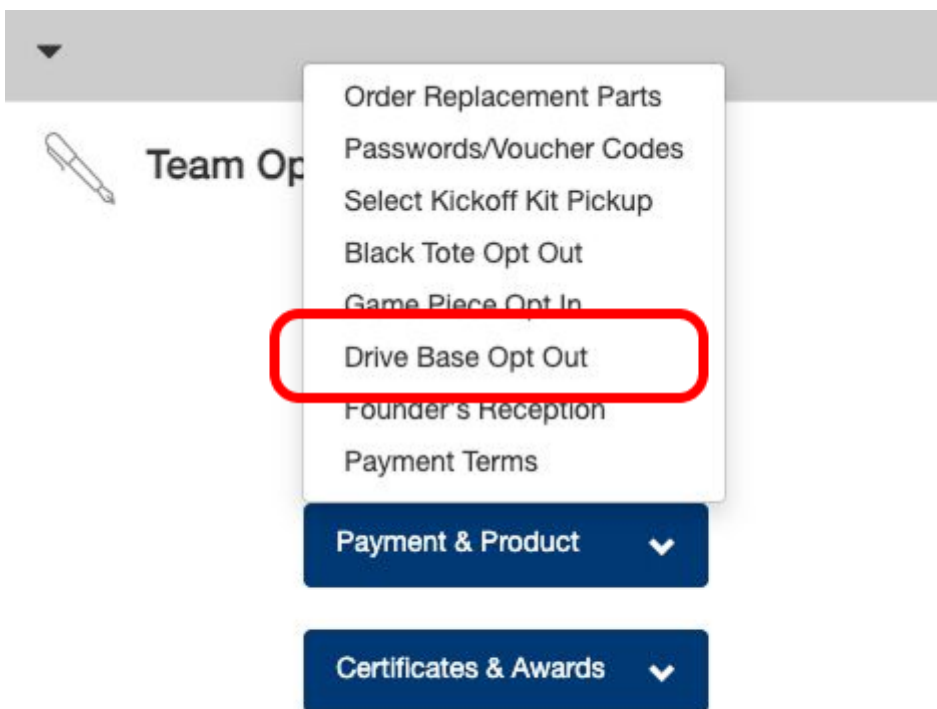 Order Replacement Parts
Team Op
Passwords/Voucher Codes
Select Kickoff Kit Pickup
Black Tote Opt Out
Game Piece Opt In
Drive Base Opt Out
Founder's Reception
Payment Terms
Payment & Product
Certificates & Awards